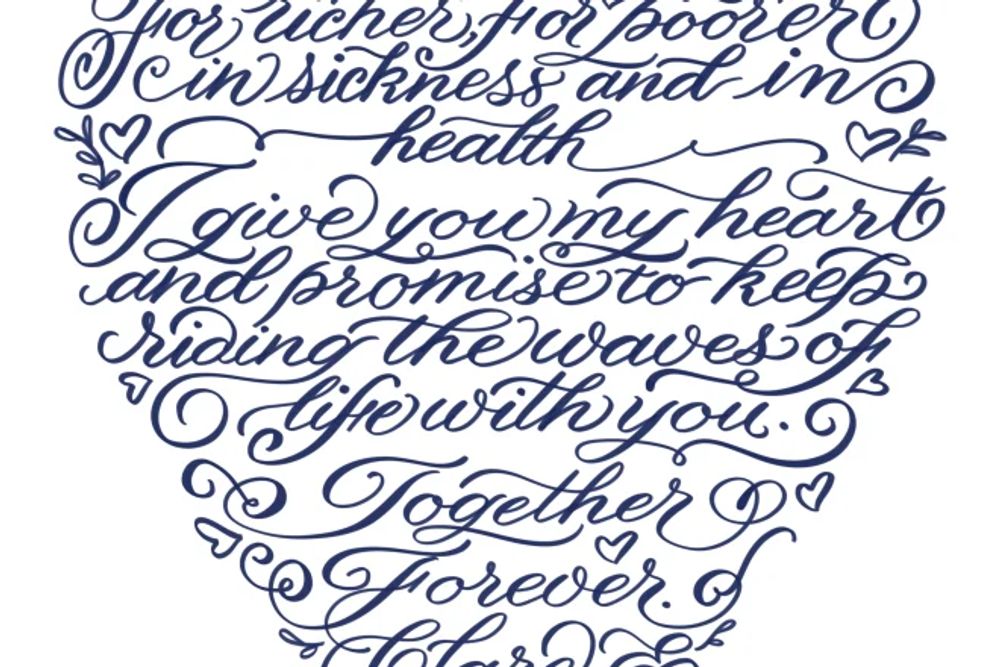 For richer, for poorer
in sickness and in
health
I give you my heart
and promise to keep
riding the waves of
life with you.
Together
Forever.